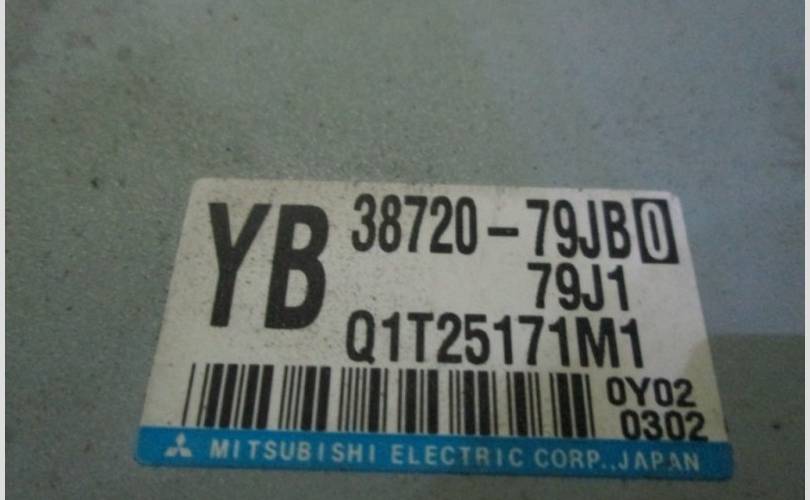 YB 38720-79JB0
79J1
Q1T25171M1
0Y02
0302
MITSUBISHI ELECTRIC CORP.,JAPAN